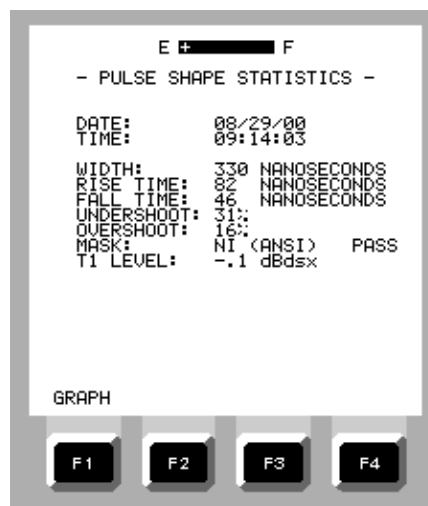 E + F
- PULSE SHAPE STATISTICS -
DATE: 08/29/00
TIME: 09:14:03
WIDTH: 330 NANOSECONDS
RISE TIME: 82 NANOSECONDS
FALL TIME: 46 NANOSECONDS
UNDERSHOOT: 31%
OVERSHOOT: 16%
MASK: NI (ANSI) PASS
T1 LEVEL: -.1 dBdsx
GRAPH
F1 F2 F3 F4